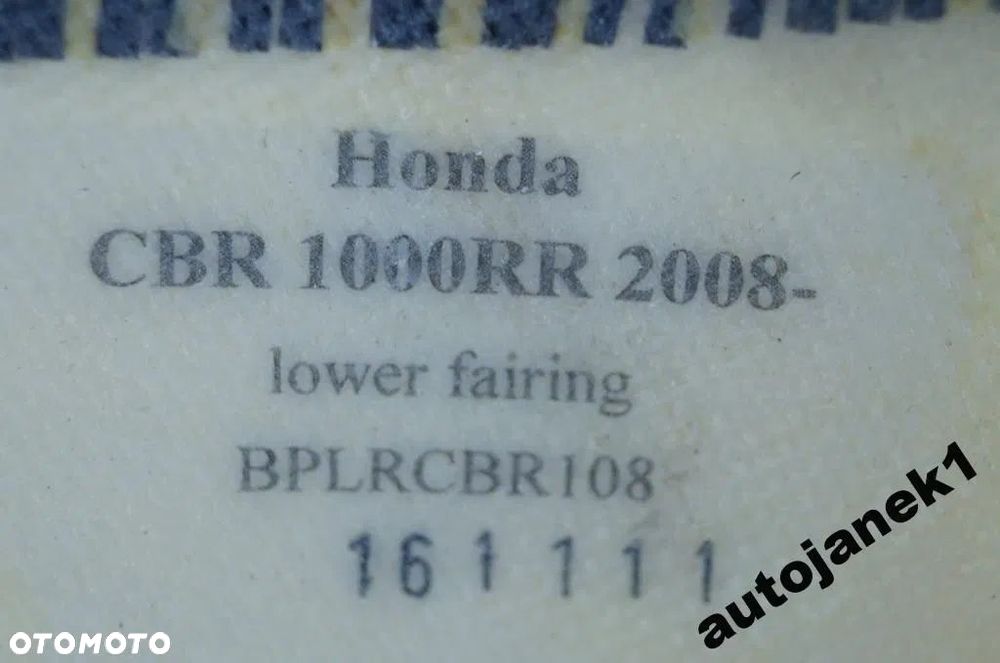 Honda
CBR 1000RR 2008-
lower fairing
BPLRCBR108
161111
autojanek1
OTOMOTO